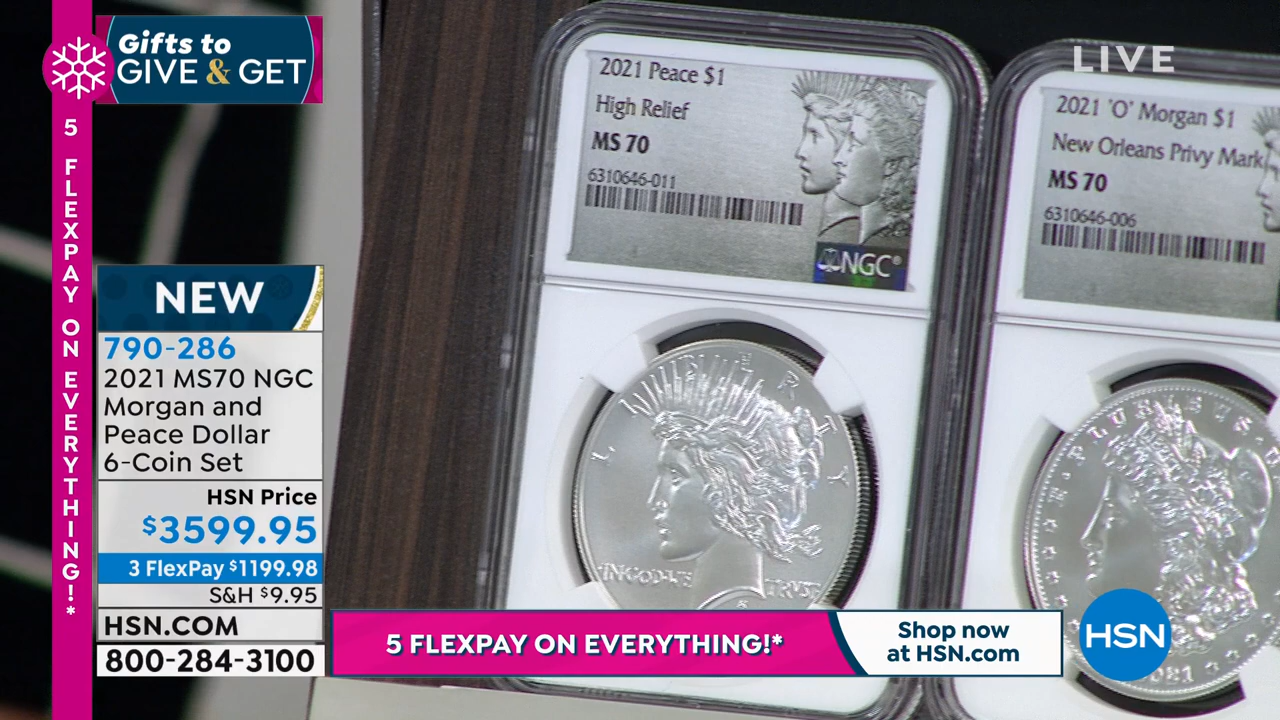 Gifts to
GIVE & GET
5 FLEXPAY ON EVERYTHING!*
NEW
790-286
2021 MS70 NGC
Morgan and
Peace Dollar
6-Coin Set
HSN Price
$3599.95
3 FlexPay $1199.98
S&H $9.95
HSN.COM
800-284-3100
LIVE
2021 Peace $1
High Relief
MS 70
6310646-011
NGC®
LIBERTY
IN GOD WE TRUST
2021 'O' Morgan $1
New Orleans Privy Mark
MS 70
6310646-006
PLURIBUS
5 FLEXPAY ON EVERYTHING!*
Shop now
at HSN.com
HSN